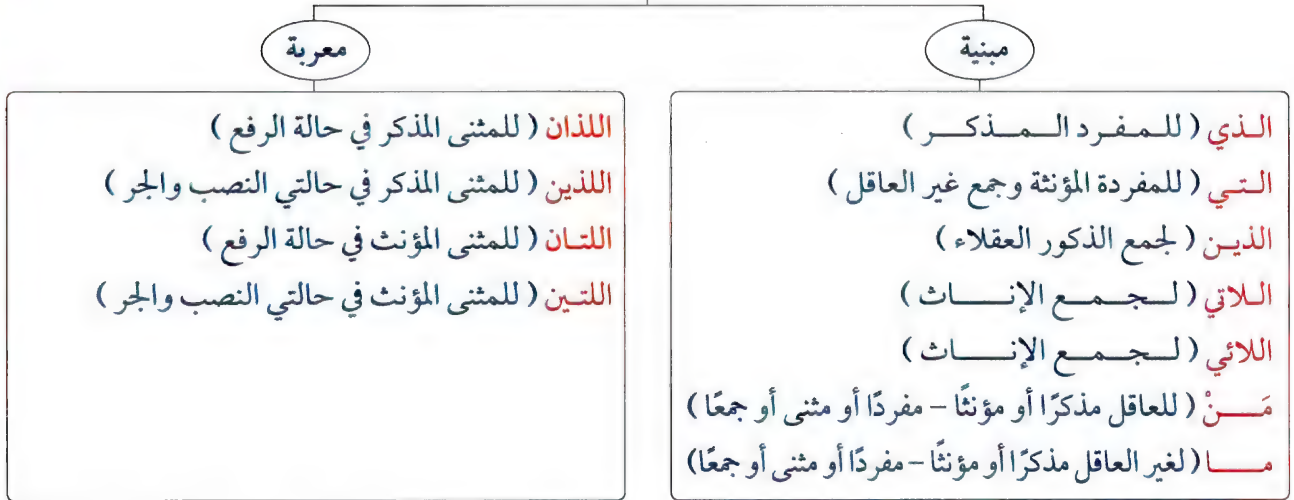 مبنية
الذي ( للمفرد المذكر )
التي ( للمفردة المؤنثة وجمع غير العاقل )
الذين ( لجمع الذكور العقلاء )
اللاتي ( لجمع الإناث )
اللائي ( لجمع الإناث )
مَنْ ( للعاقل مذكرًا أو مؤنثًا – مفردًا أو مثنى أو جمعًا )
ما ( لغير العاقل مذكرًا أو مؤنثًا – مفردًا أو مثنى أو جمعًا )
معربة
اللذان ( للمثنى المذكر في حالة الرفع )
اللذين ( للمثنى المذكر في حالتي النصب والجر )
اللتان ( للمثنى المؤنث في حالة الرفع )
اللتين ( للمثنى المؤنث في حالتي النصب والجر )